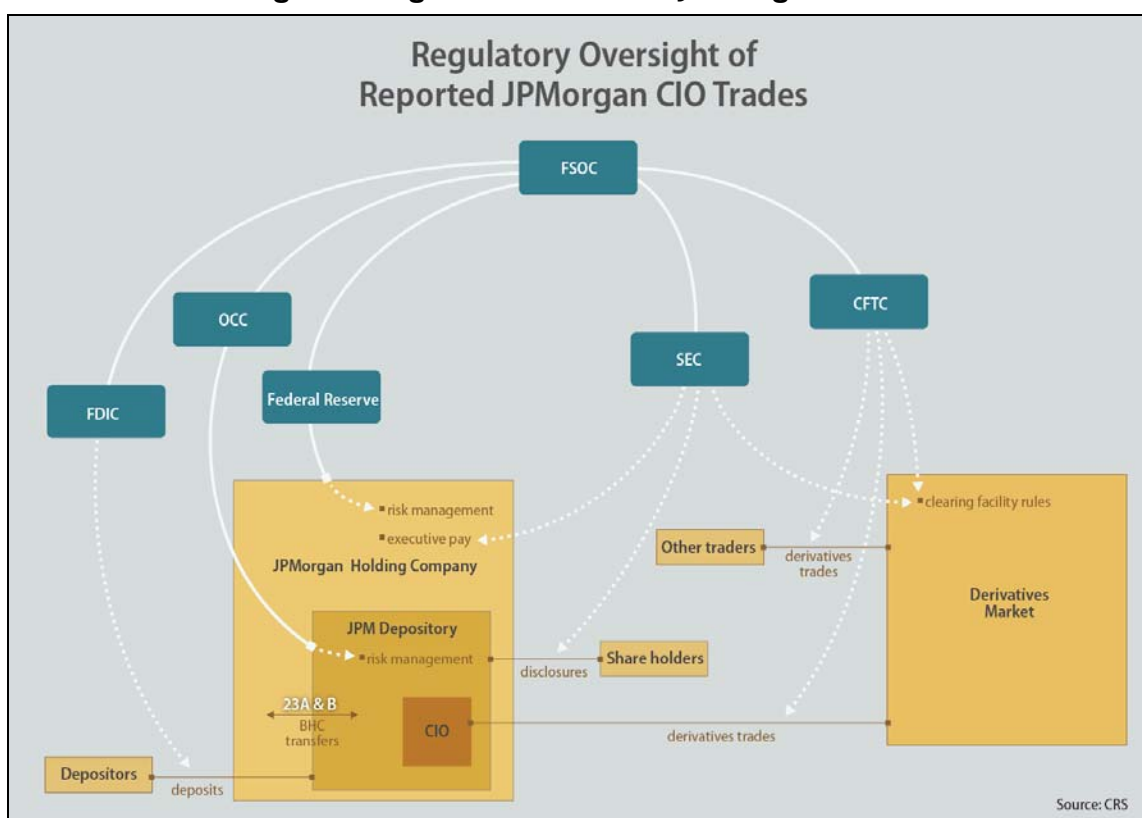 Regulatory Oversight of
Reported JPMorgan CIO Trades
FSOC
OCC
CFTC
SEC
FDIC
Federal Reserve
risk management
executive pay
JPMorgan Holding Company
clearing facility rules
Other traders
derivatives
trades
Derivatives
Market
JPM Depository
risk management
Share holders
disclosures
23A & B
BHC
transfers
CIO
derivatives trades
Depositors
deposits
Source: CRS